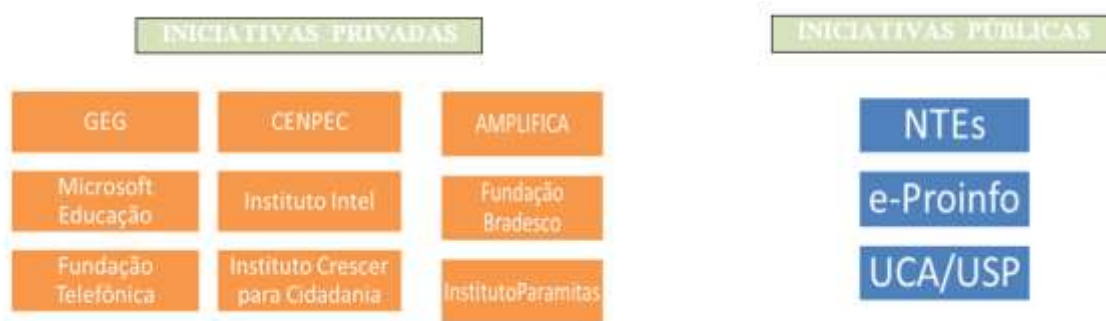 INICIATIVAS PRIVADAS
INICIATIVAS PÚBLICAS
GEG
CENPEC
AMPLIFICA
NTEs
Microsoft
Educação
Instituto Intel
Fundação
Bradesco
e-Proinfo
Fundação
Telefônica
Instituto Crescer
para Cidadania
InstitutoParamitas
UCA/USP